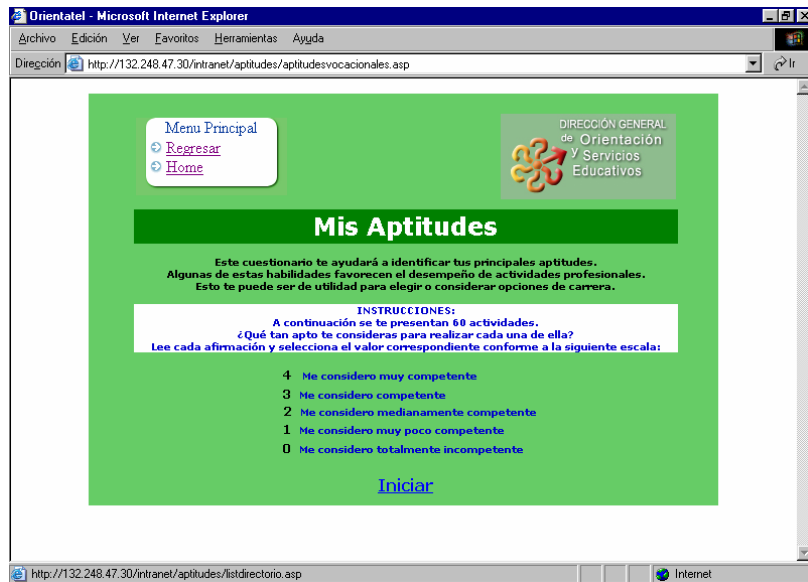 Orientatel - Microsoft Internet Explorer
Archivo Edición Ver Favoritos Herramientas Ayuda
Dirección http://132.248.47.30/intranet/aptitudes/aptitudesvocacionales.asp Ir
Menu Principal
Regresar
Home
DIRECCIÓN GENERAL
de Orientación
y Servicios
Educativos
Mis Aptitudes
Este cuestionario te ayudará a identificar tus principales aptitudes.
Algunas de estas habilidades favorecen el desempeño de actividades profesionales.
Esto te puede ser de utilidad para elegir o considerar opciones de carrera.
INSTRUCCIONES:
A continuación se te presentan 60 actividades.
¿Qué tan apto te consideras para realizar cada una de ella?
Lee cada afirmación y selecciona el valor correspondiente conforme a la siguiente escala:
4 Me considero muy competente
3 Me considero competente
2 Me considero medianamente competente
1 Me considero muy poco competente
0 Me considero totalmente incompetente
Iniciar
http://132.248.47.30/intranet/aptitudes/listdirectorio.asp Internet